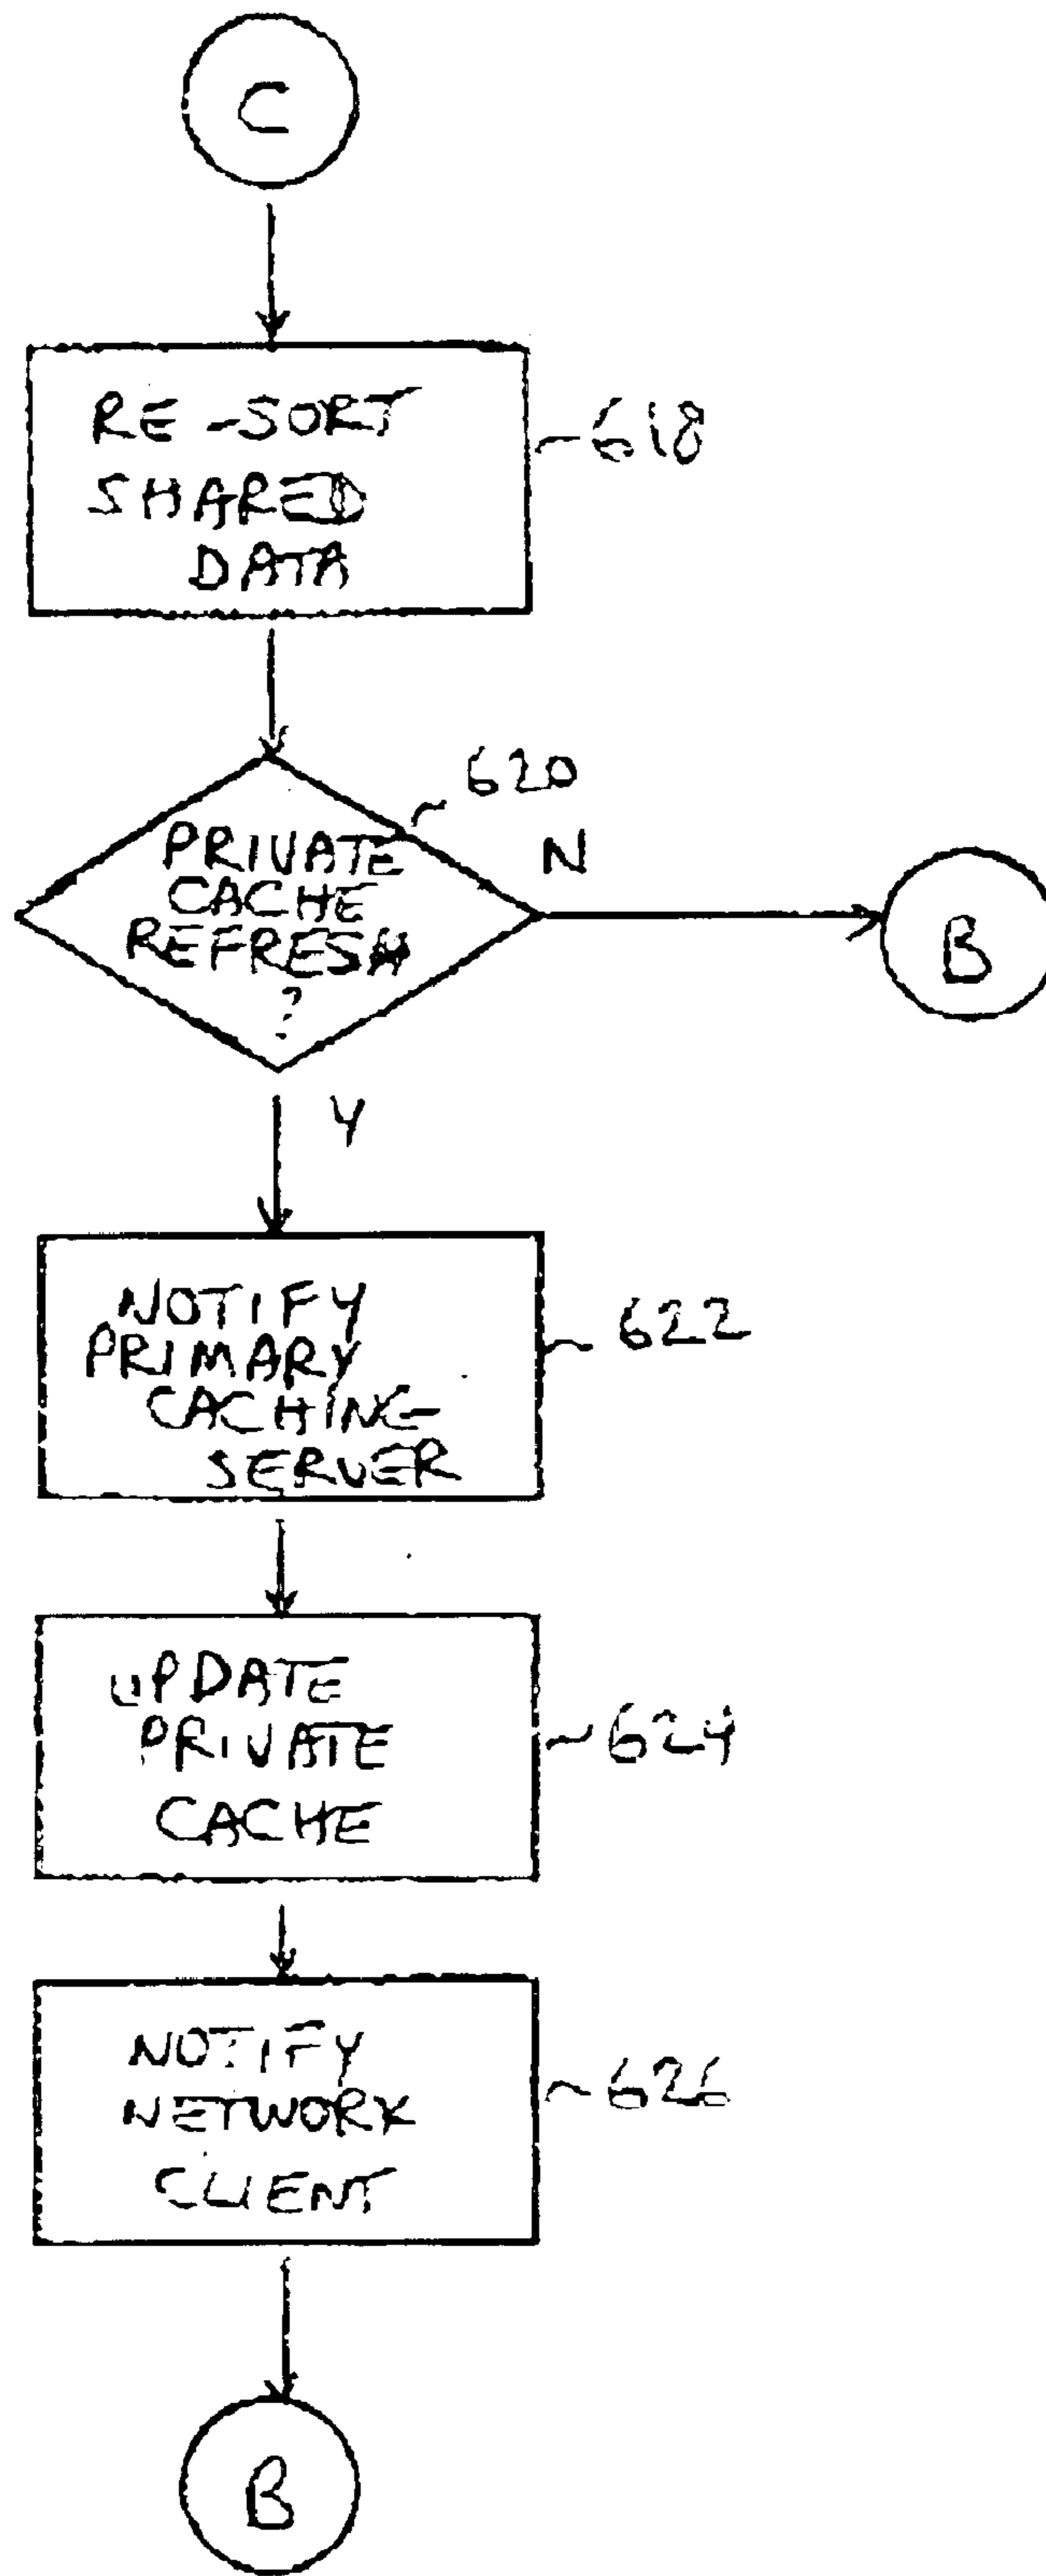 C
RE-SORT
SHARED
DATA
~618
~620
PRIVATE
CACHE
REFRESH
?
N
B
Y
NOTIFY
PRIMARY
CACHING
SERVER
~622
UPDATE
PRIVATE
CACHE
~624
NOTIFY
NETWORK
CLIENT
~626
B